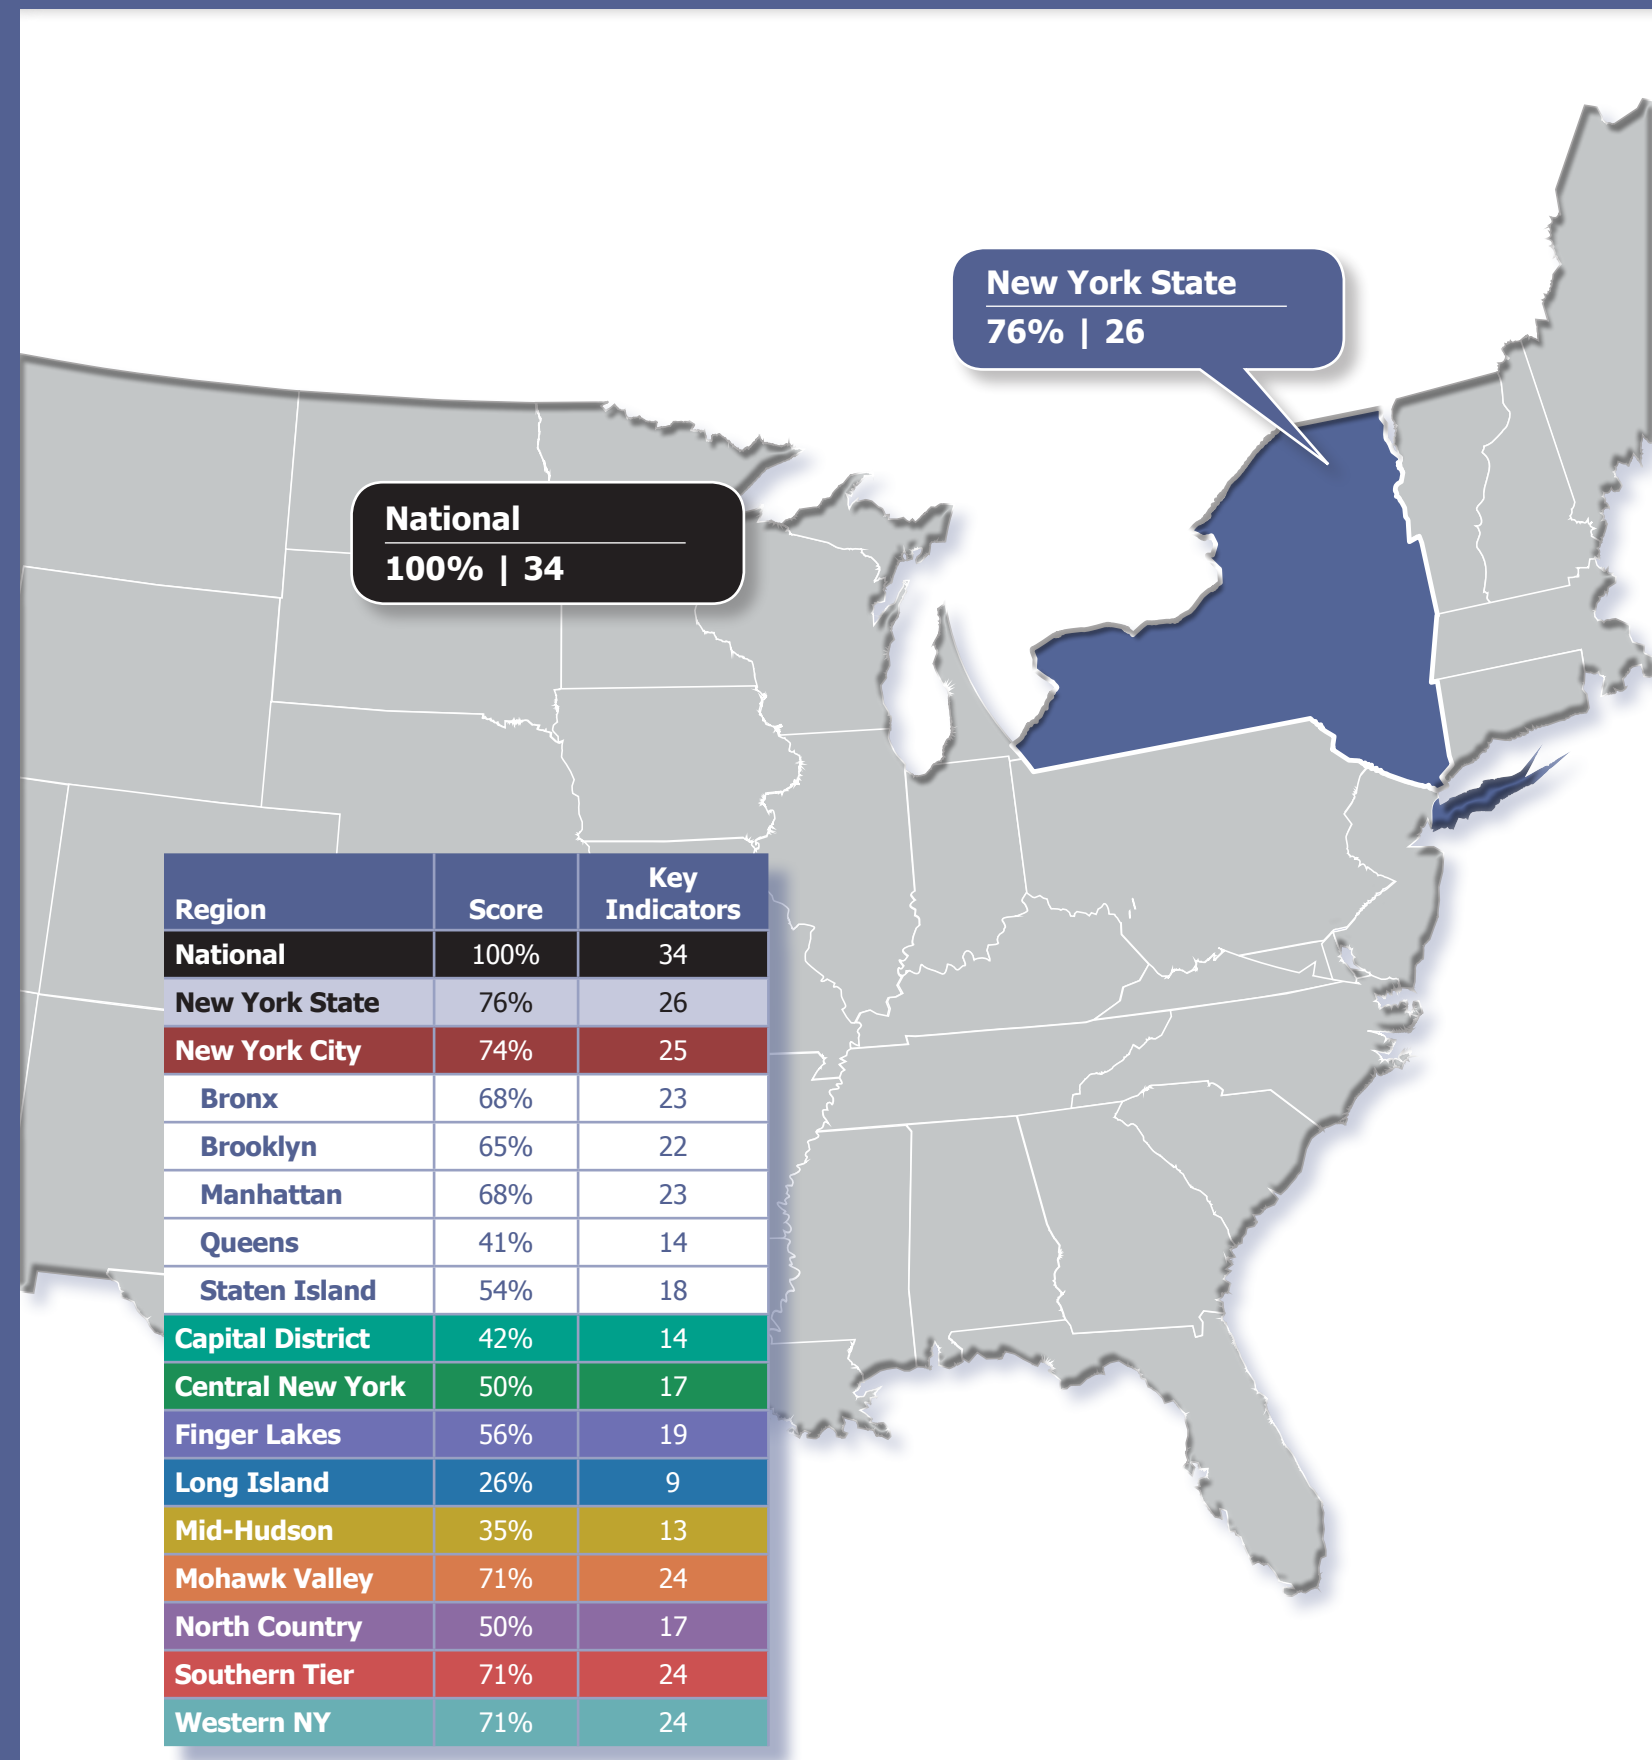 New York State
76% | 26
National
100% | 34
Region Score Key Indicators
National 100% 34
New York State 76% 26
New York City 74% 25
Bronx 68% 23
Brooklyn 65% 22
Manhattan 68% 23
Queens 41% 14
Staten Island 54% 18
Capital District 42% 14
Central New York 50% 17
Finger Lakes 56% 19
Long Island 26% 9
Mid-Hudson 35% 13
Mohawk Valley 71% 24
North Country 50% 17
Southern Tier 71% 24
Western NY 71% 24